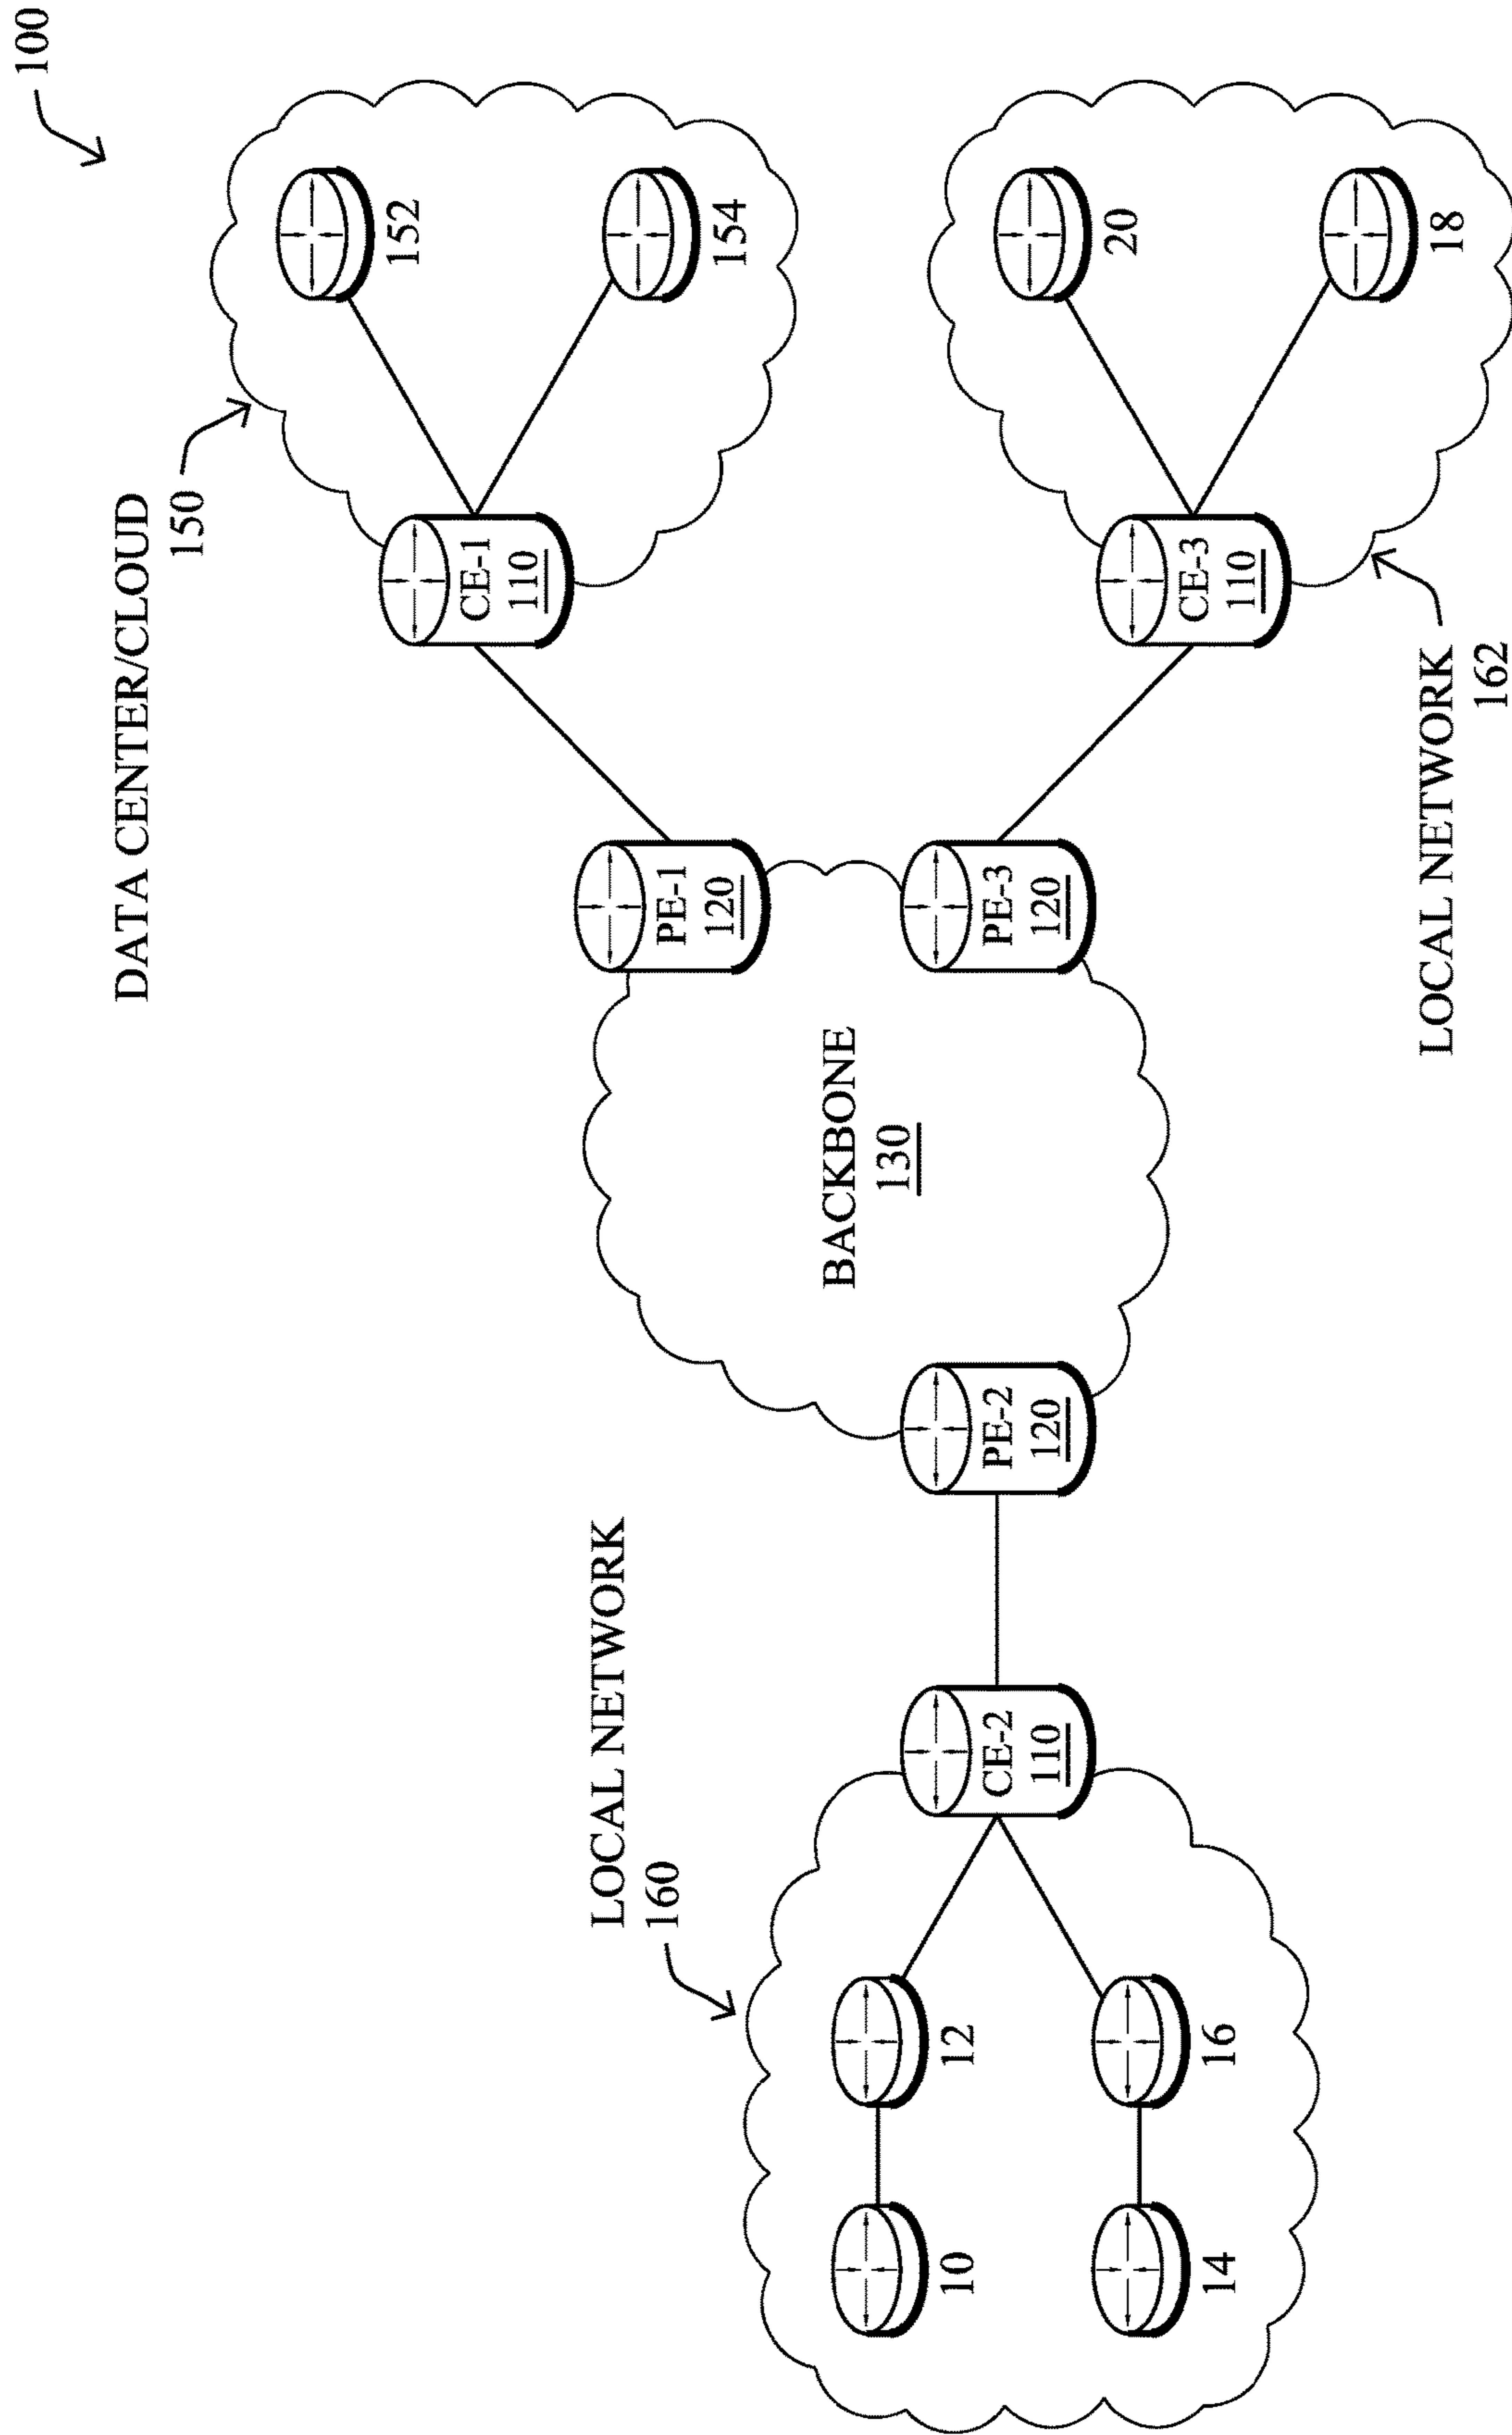 100
DATA CENTER/CLOUD
150
152
154
CE-1
110
PE-1
120
LOCAL NETWORK
160
BACKBONE
130
10
12
CE-2
110
PE-2
120
PE-3
120
14
16
CE-3
110
20
18
LOCAL NETWORK
162